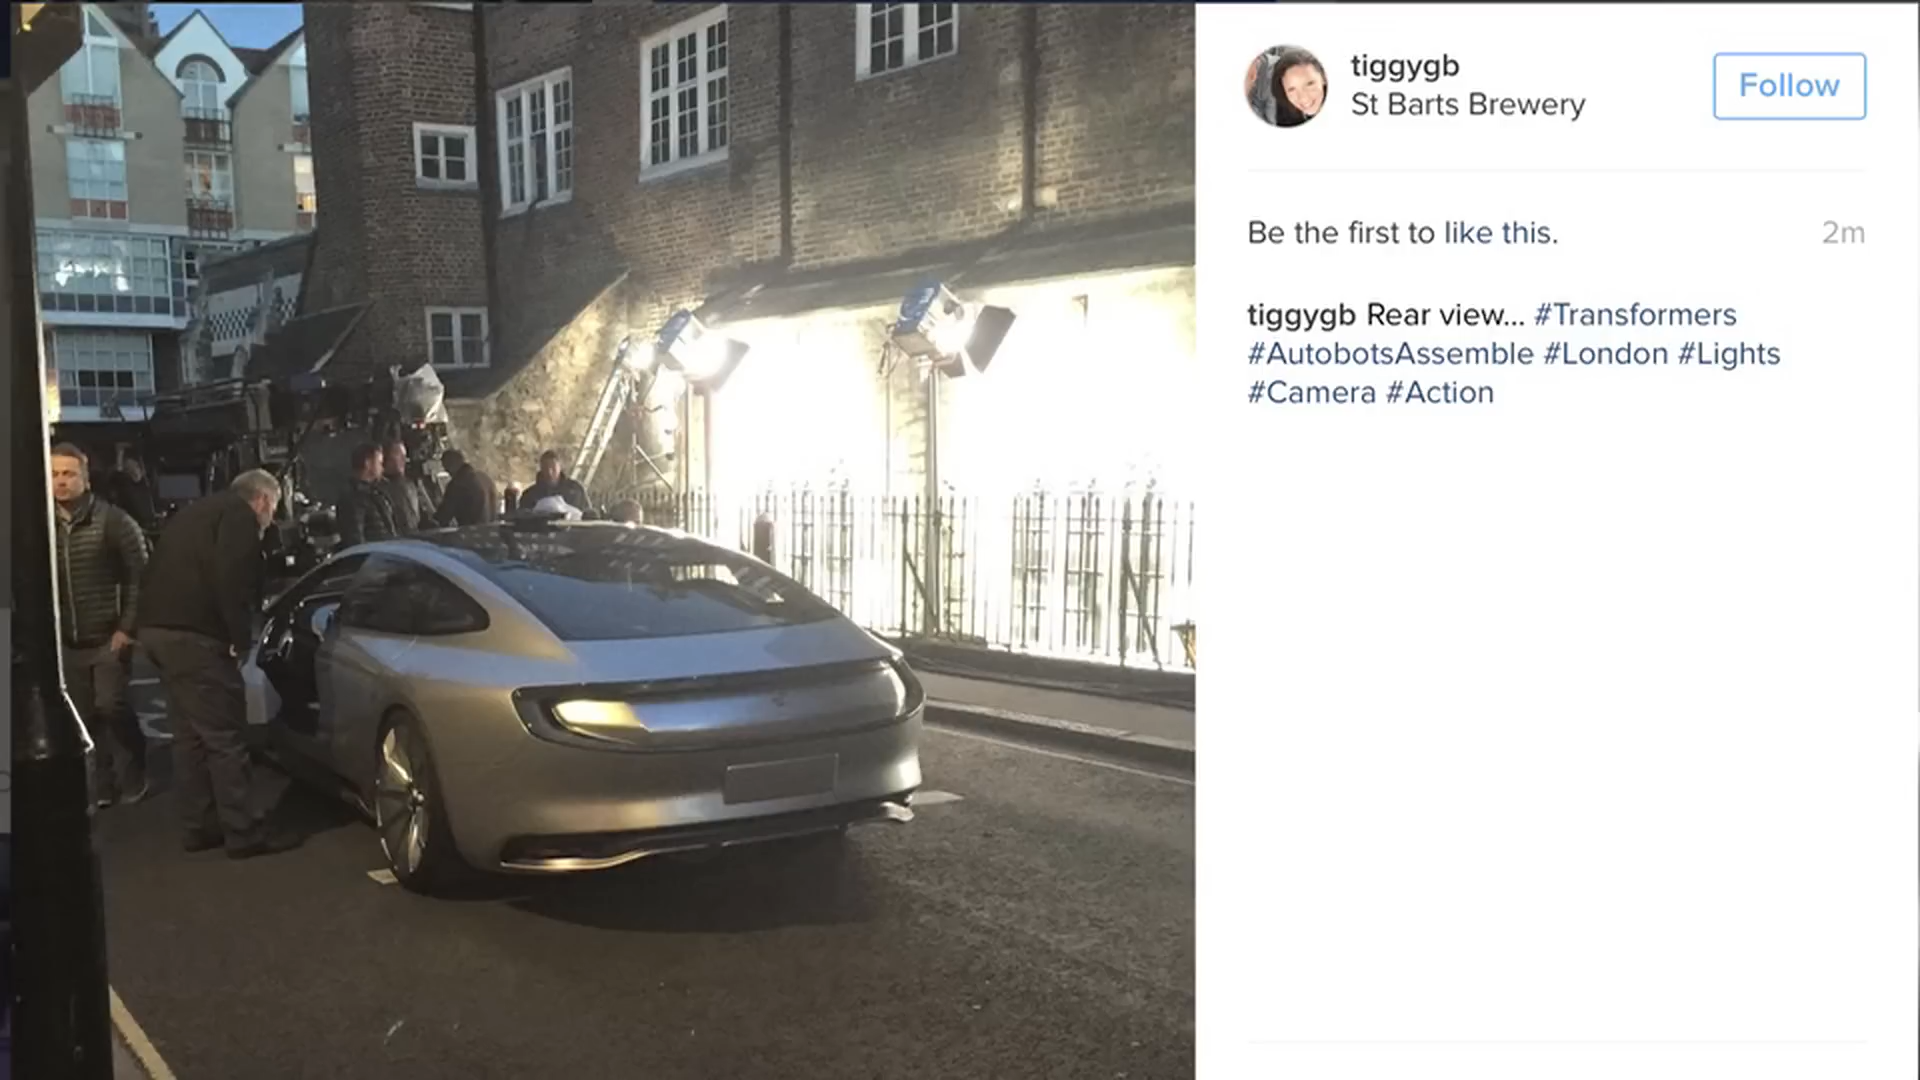 tiggygb
St Barts Brewery
Follow
Be the first to like this.
2m
tiggygb Rear view... #Transformers
#AutobotsAssemble #London #Lights
#Camera #Action